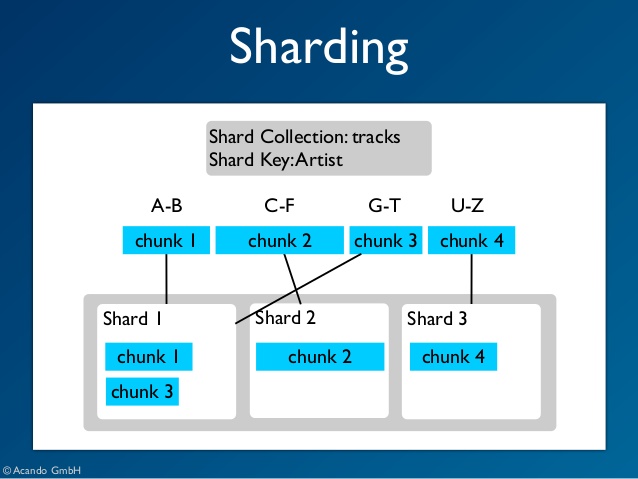 Sharding
Shard Collection: tracks
Shard Key:Artist
A-B C-F G-T U-Z
chunk 1 chunk 2 chunk 3 chunk 4
Shard 1 Shard 2 Shard 3
chunk 1 chunk 2 chunk 4
chunk 3
© Acando GmbH